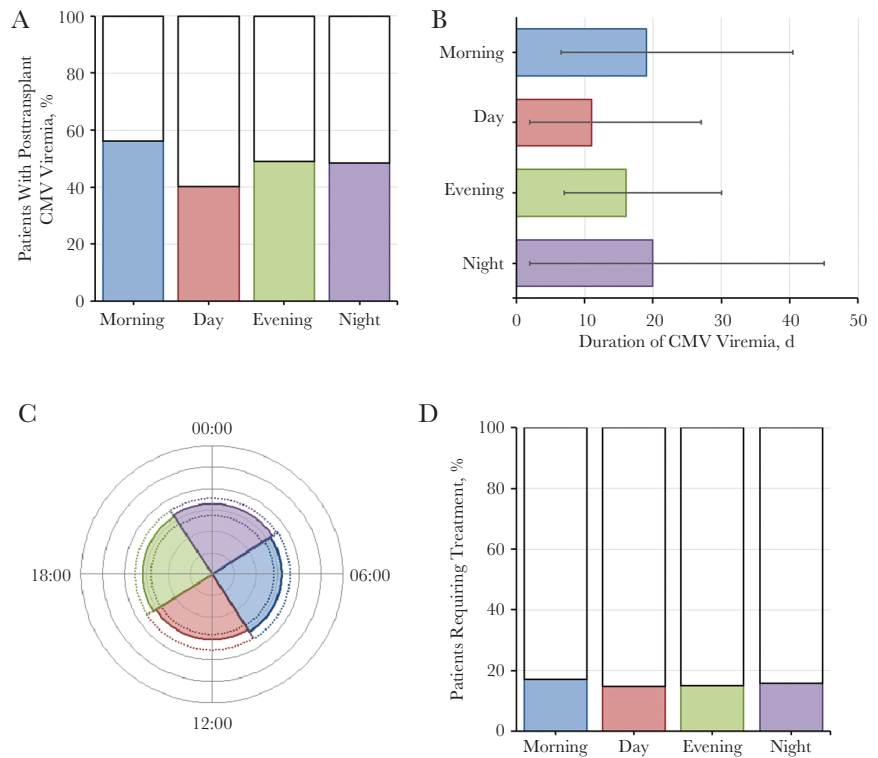 A
Patients With Posttransplant
CMV Viremia, %
100
80
60
40
20
0
Morning Day Evening Night
B
Morning
Day
Evening
Night
0 10 20 30 40 50
Duration of CMV Viremia, d
C
00:00
18:00 06:00
12:00
D
Patients Requiring Treatment, %
100
80
60
40
20
0
Morning Day Evening Night